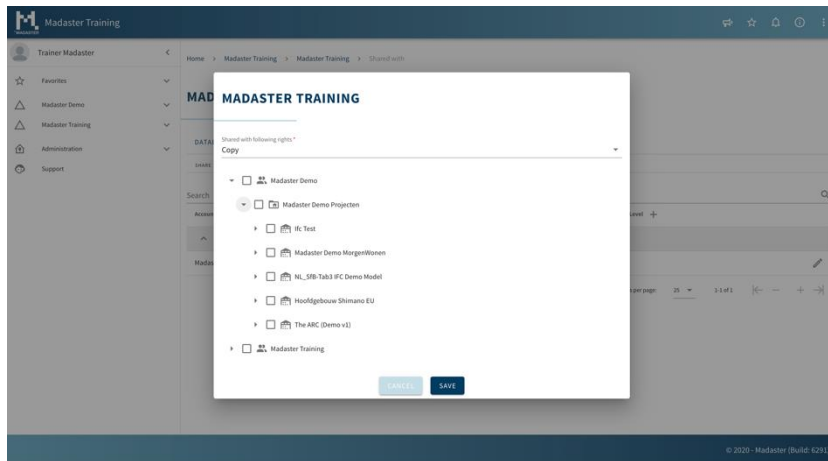 MADASTER
Madaster Training
Trainer Madaster
Home > Madaster Training > Madaster Training > Shared with
Favorites
Madaster Demo
Madaster Training
Administration
Support
MAD
MADASTER TRAINING
DATA
Shared with following rights *
Copy
SHARE
Madaster Demo
Search
Madaster Demo Projecten
Accoun
Level
Ifc Test
Madas
Madaster Demo MorgenWonen
NL_SfB-Tab3 IFC Demo Model
s per page: 25 1-1 of 1
Hoofdgebouw Shimano EU
The ARC (Demo v1)
Madaster Training
CANCEL SAVE
© 2020 - Madaster (Build: 6291